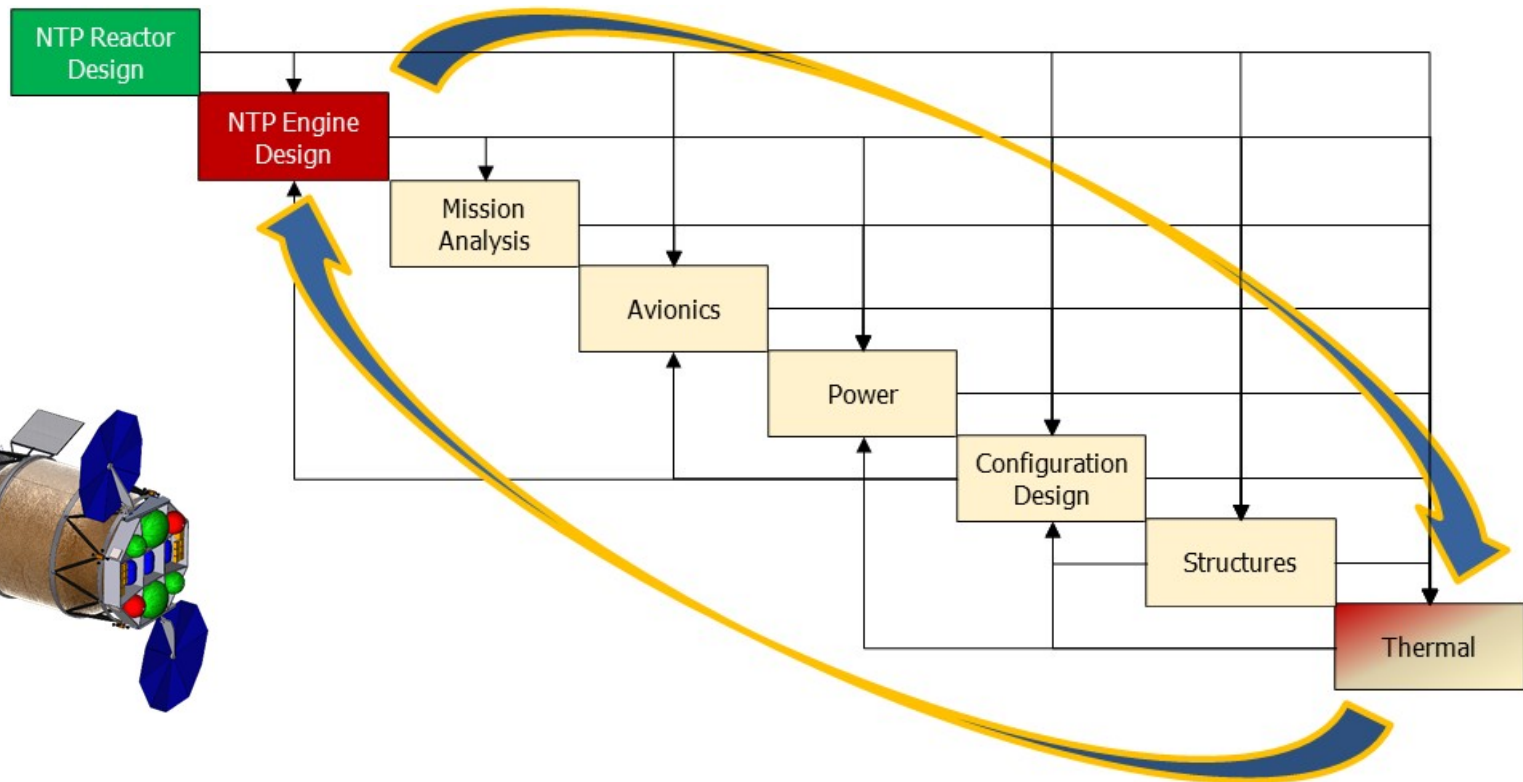 NTP Reactor
Design
NTP Engine
Design
Mission
Analysis
Avionics
Power
Configuration
Design
Structures
Thermal